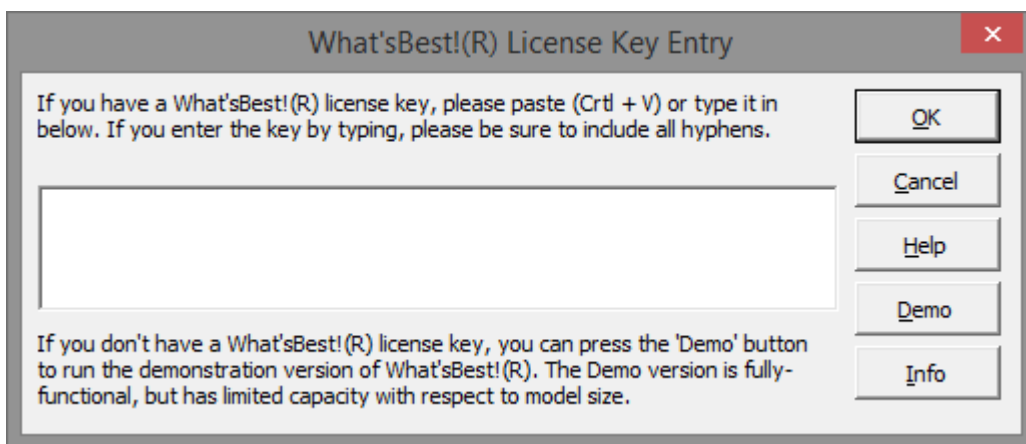 What'sBest!(R) License Key Entry
If you have a What'sBest!(R) license key, please paste (Crtl + V) or type it in
below. If you enter the key by typing, please be sure to include all hyphens.
OK
Cancel
Help
Demo
Info
If you don't have a What'sBest!(R) license key, you can press the 'Demo' button
to run the demonstration version of What'sBest!(R). The Demo version is fully-
functional, but has limited capacity with respect to model size.